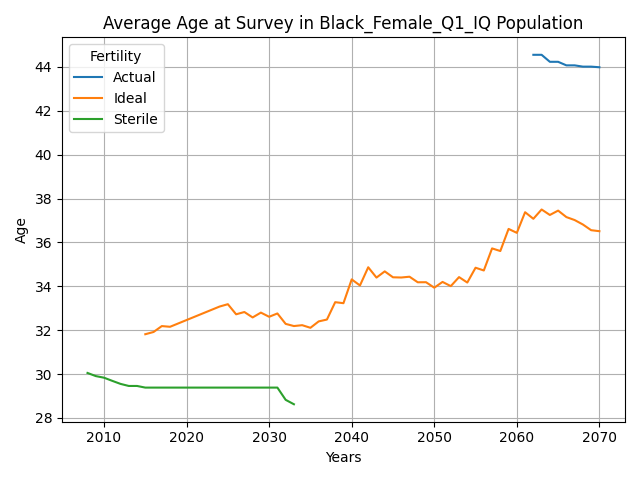 Average Age at Survey in Black_Female_Q1_IQ Population
Fertility
Actual
Ideal
Sterile
Age
44
42
40
38
36
34
32
30
28
2010 2020 2030 2040 2050 2060 2070
Years